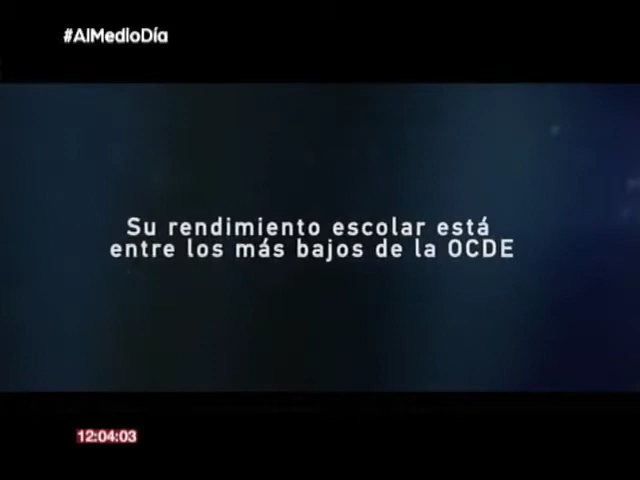 #AlMedioDía
Su rendimiento escolar está
entre los más bajos de la OCDE
12:04:03